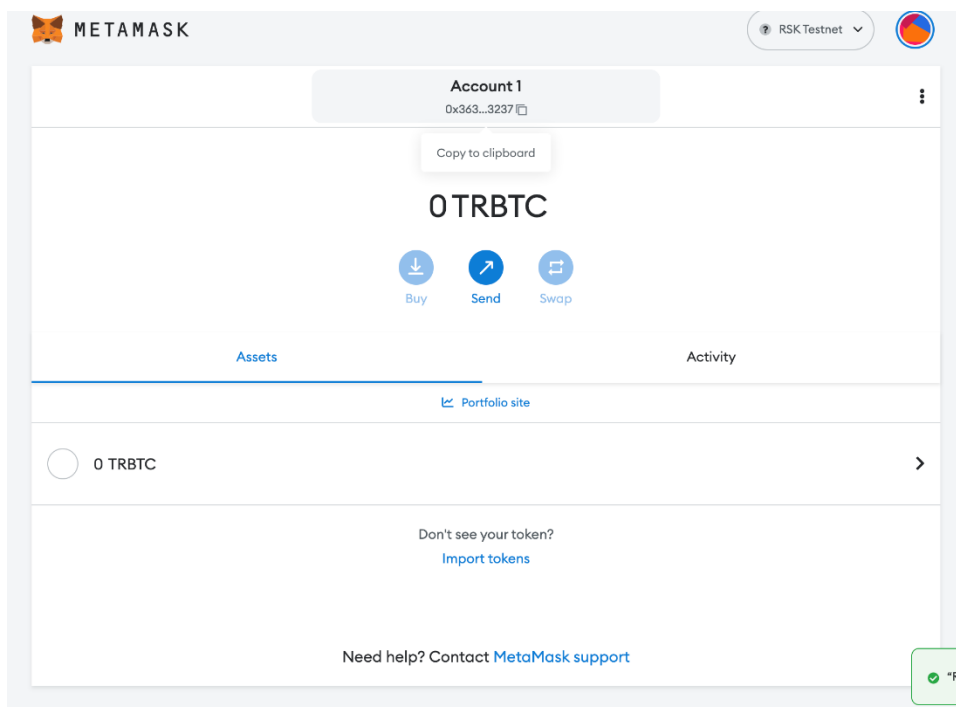 METAMASK
? RSK Testnet
Account 1
0x363...3237
Copy to clipboard
0 TRBTC
Buy
Send
Swap
Assets
Activity
Portfolio site
0 TRBTC
Don't see your token?
Import tokens
Need help? Contact MetaMask support